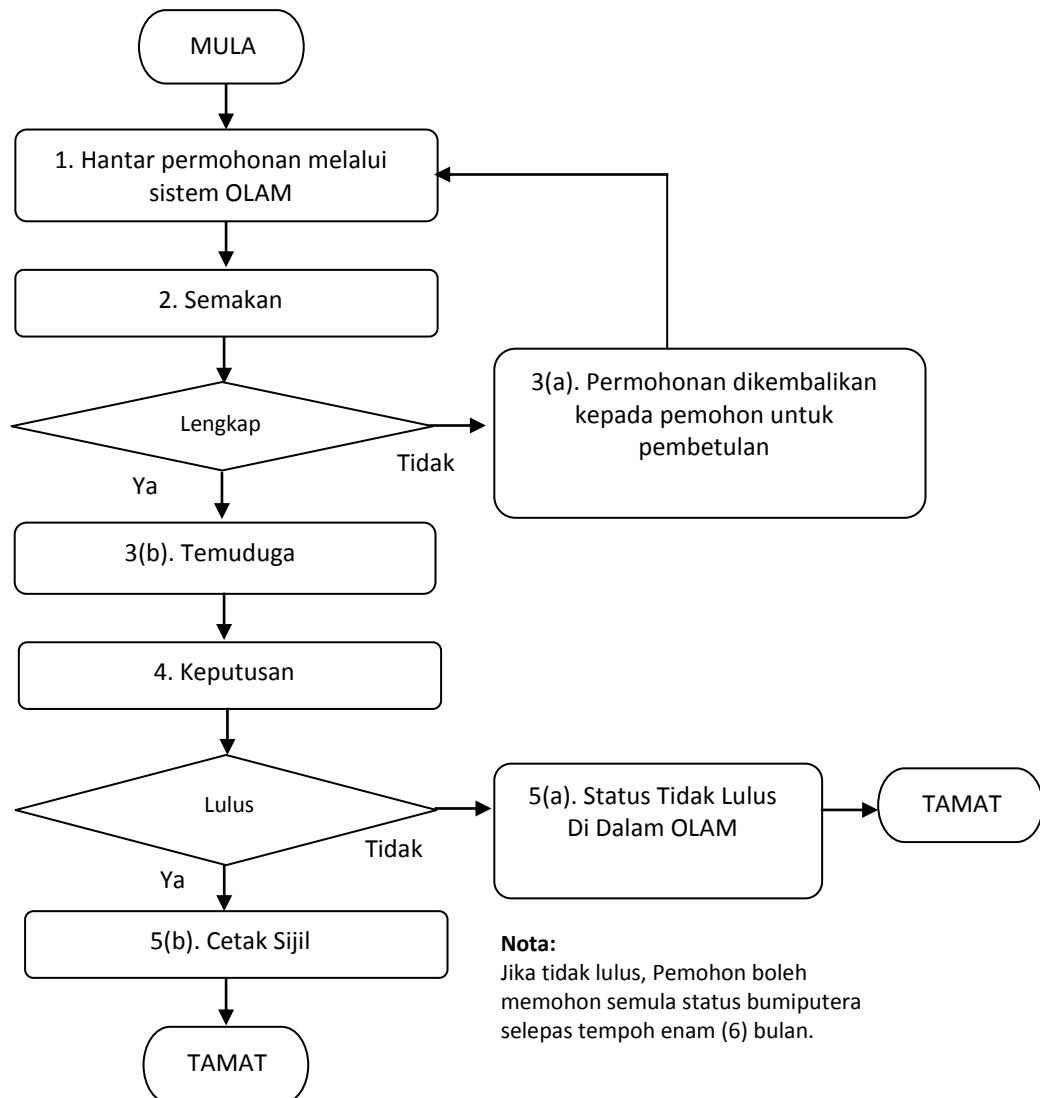 MULA
1. Hantar permohonan melalui
sistem OLAM
2. Semakan
Lengkap
Tidak
Ya
3(a). Permohonan dikembalikan
kepada pemohon untuk
pembetulan
3(b). Temuduga
4. Keputusan
Lulus
Tidak
Ya
5(a). Status Tidak Lulus
Di Dalam OLAM
TAMAT
5(b). Cetak Sijil
Nota:
Jika tidak lulus, Pemohon boleh
memohon semula status bumiputera
selepas tempoh enam (6) bulan.
TAMAT